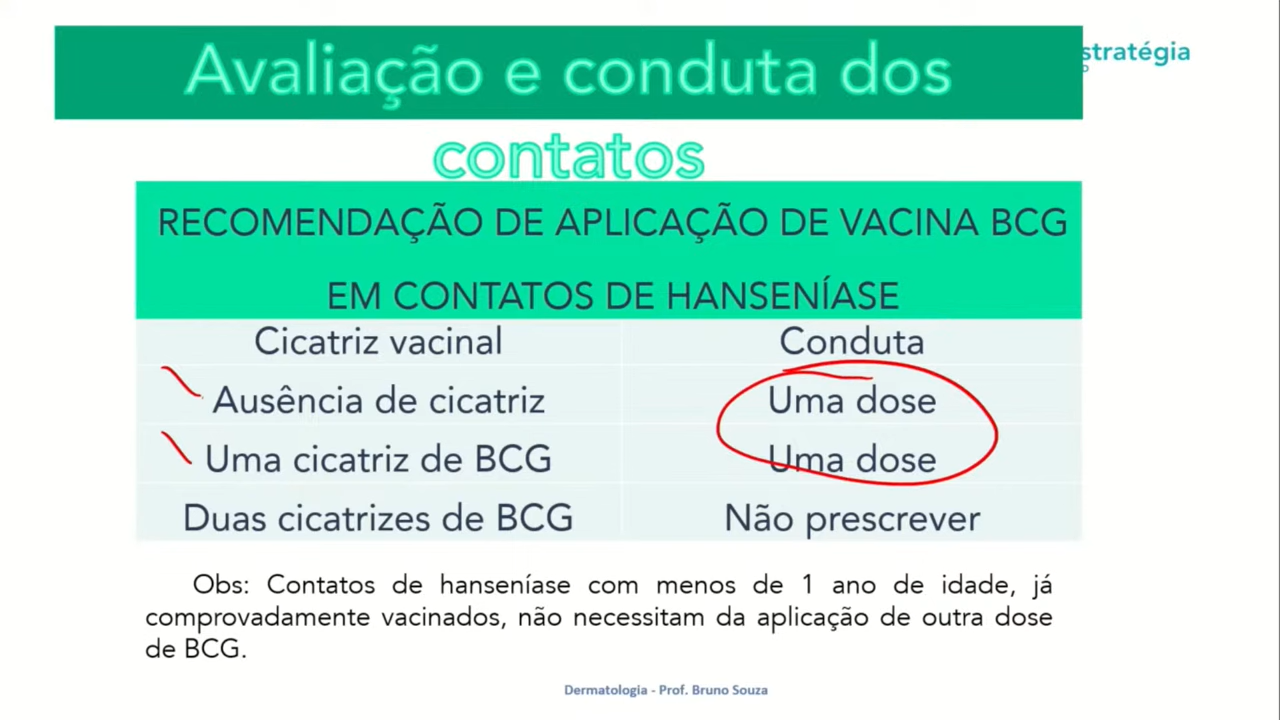 Avaliação e conduta dos
contatos
stratégia
RECOMENDAÇÃO DE APLICAÇÃO DE VACINA BCG
EM CONTATOS DE HANSENÍASE
Cicatriz vacinal Conduta
Ausência de cicatriz Uma dose
Uma cicatriz de BCG Uma dose
Duas cicatrizes de BCG Não prescrever
Obs: Contatos de hanseníase com menos de 1 ano de idade, já
comprovadamente vacinados, não necessitam da aplicação de outra dose
de BCG.
Dermatologia - Prof. Bruno Souza